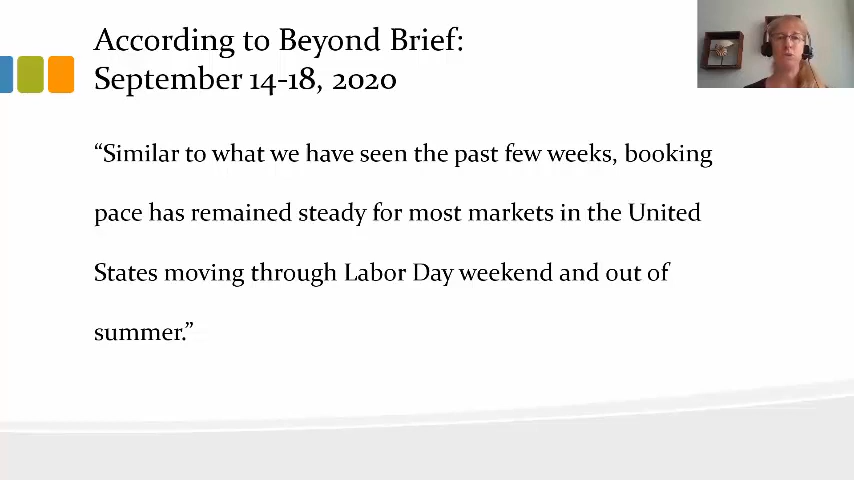 According to Beyond Brief:
September 14-18, 2020
“Similar to what we have seen the past few weeks, booking
pace has remained steady for most markets in the United
States moving through Labor Day weekend and out of
summer.”